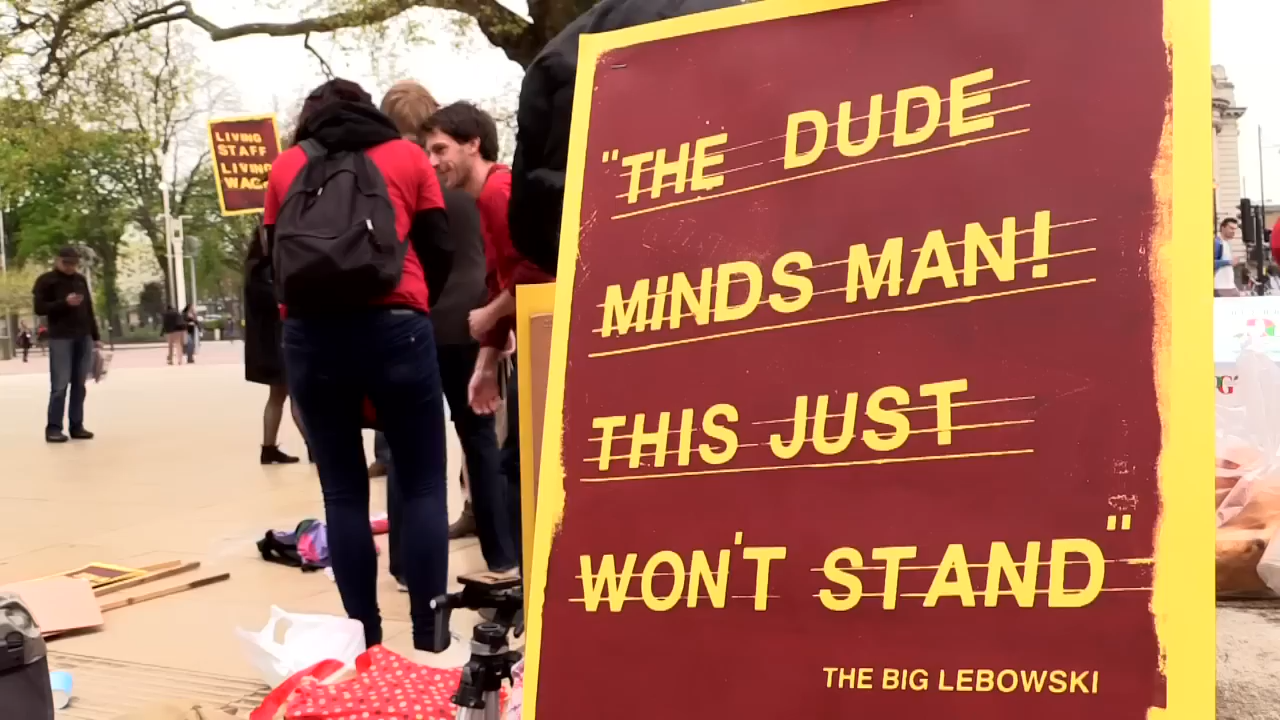 LIVING
STAFF
LIVING
WAGE
"THE DUDE
MINDS MAN!
THIS JUST
WON'T STAND"
THE BIG LEBOWSKI